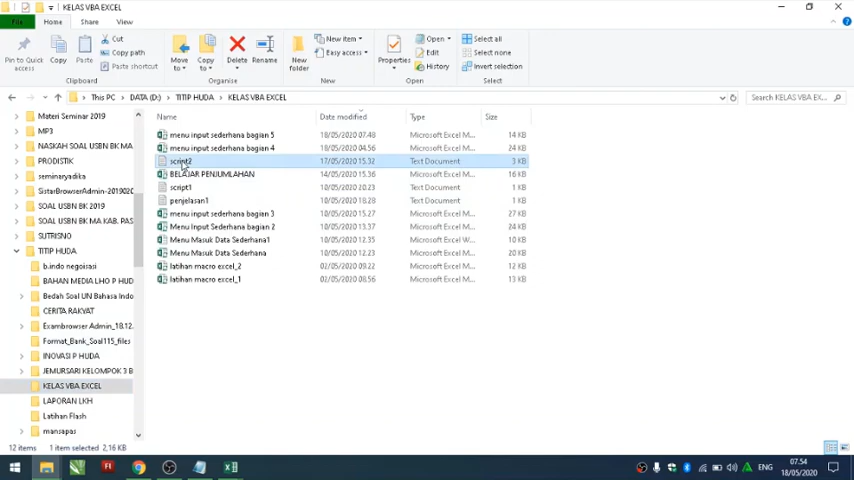 KELAS VBA EXCEL
File
Home
Share
View
Pin to Quick access
Copy
Paste
Cut
Copy path
Paste shortcut
Clipboard
Move to
Copy to
Delete
Rename
Organise
New folder
New item
Easy access
New
Properties
Open
Edit
History
Open
Select all
Select none
Invert selection
Select
This PC
DATA (D:)
TITIP HUDA
KELAS VBA EXCEL
Search KELAS VBA EX...
Name
Date modified
Type
Size
menu input sederhana bagian 5 18/05/2020 07.48 Microsoft Excel M... 14 KB
menu input sederhana bagian 4 18/05/2020 04.56 Microsoft Excel M... 16 KB
script2 17/05/2020 15.32 Text Document 3 KB
BELAJAR PENJUMLAHAN 14/05/2020 15.36 Microsoft Excel M... 16 KB
script1 10/05/2020 20.23 Text Document 1 KB
penjelasan1 10/05/2020 18.28 Text Document 1 KB
menu input sederhana bagian 3 10/05/2020 15.27 Microsoft Excel M... 27 KB
Menu Input Sederhana bagian 2 10/05/2020 13.37 Microsoft Excel M... 24 KB
Menu Masuk Data Sederhana1 10/05/2020 12.35 Microsoft Excel W... 10 KB
Menu Masuk Data Sederhana 10/05/2020 12.23 Microsoft Excel M... 20 KB
latihan macro excel_2 02/05/2020 09.22 Microsoft Excel M... 12 KB
latihan macro excel_1 02/05/2020 08.56 Microsoft Excel M... 13 KB
Materi Seminar 2019
MP3
NASKAH SOAL USBN BK MA
PRODISTIK
seminaryadika
SistarBrowserAdmin-2019020
SOAL USBN BK 2019
SOAL USBN BK MA KAB. PAS
SUTRISNO
TITIP HUDA
b.indo negoisasi
BAHAN MEDIA LHO P HUD
Bedah Soal UN Bahasa Indo
CERITA RAKYAT
Exambrowser Admin_18.12.
Format_Bank_Soal115_files
INOVASI P HUDA
JEMURSARI KELOMPOK 3 B
KELAS VBA EXCEL
LAPORAN LKH
Latihan Flash
mansapas
12 items
1 item selected 2,16 KB
ENG
07.54
18/05/2020